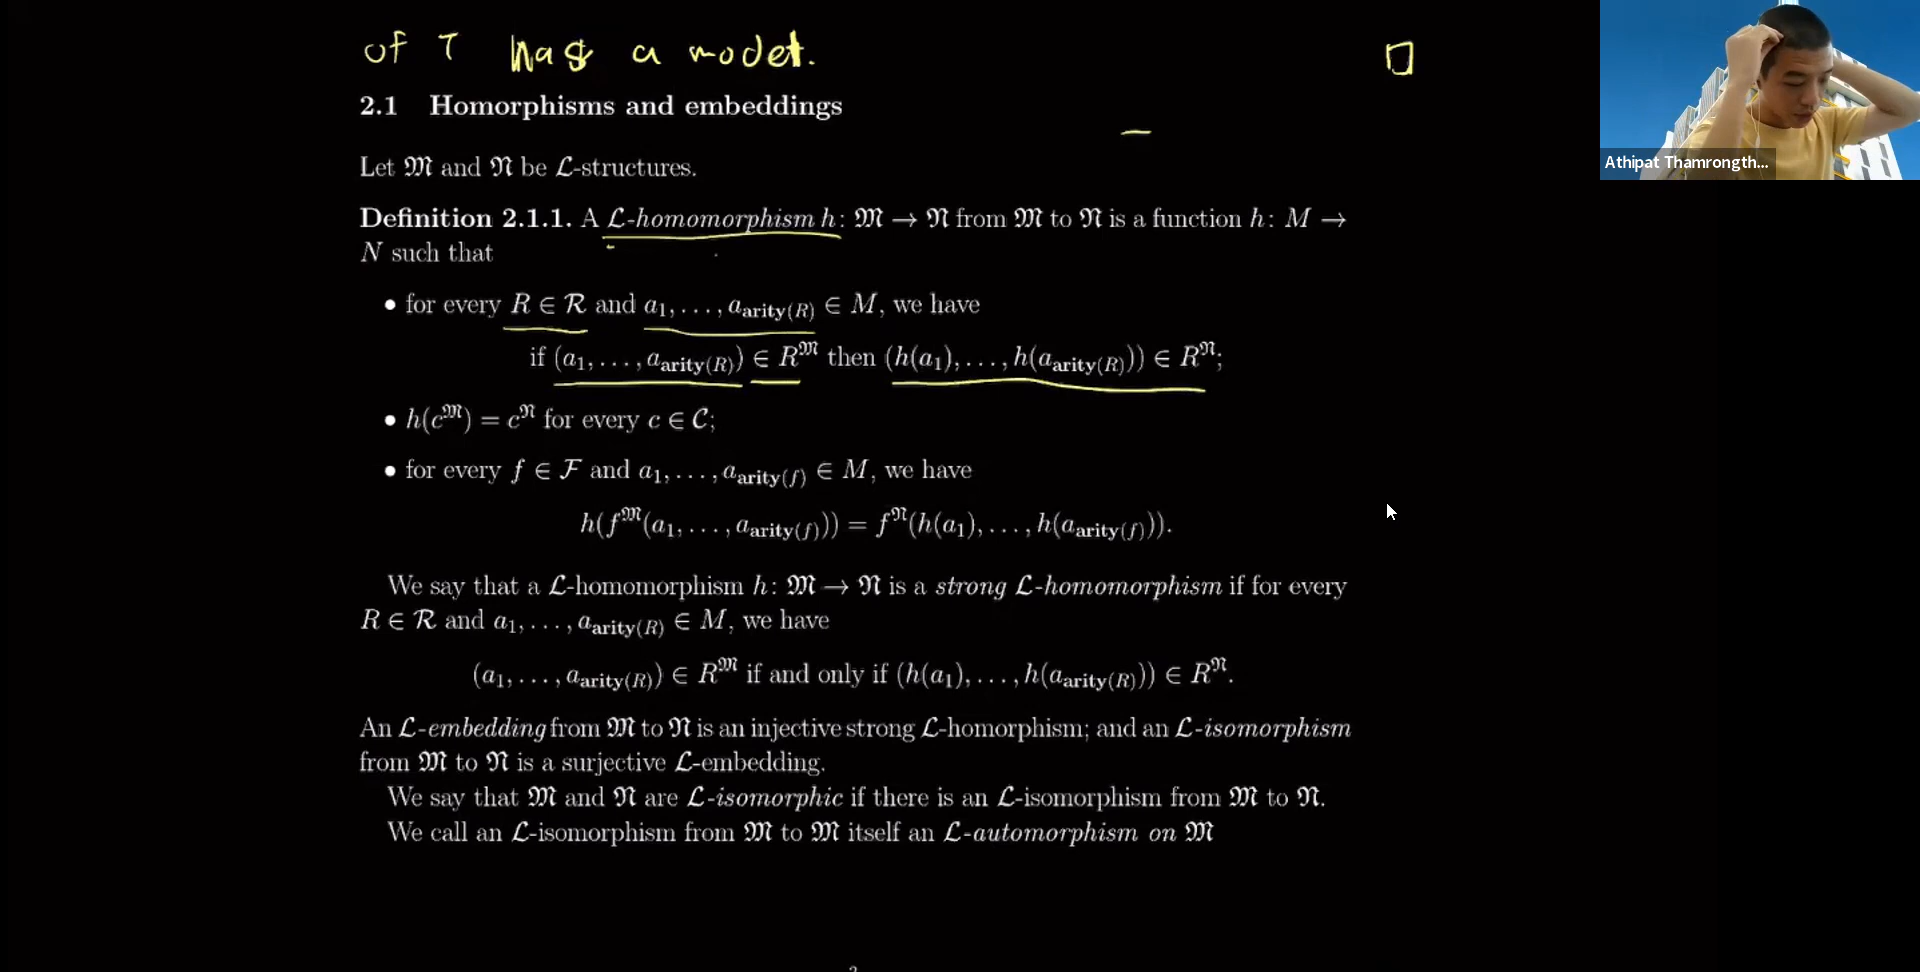 of T has a model.
2.1 Homorphisms and embeddings
Let 𝔐 and 𝔑 be ℒ-structures.
Definition 2.1.1. A ℒ-homomorphism h: 𝔐 → 𝔑 from 𝔐 to 𝔑 is a function h: M →
N such that
• for every R ∈ ℛ and a₁, . . . , a_arity(R) ∈ M, we have
if (a₁, . . . , a_arity(R)) ∈ R^𝔐 then (h(a₁), . . . , h(a_arity(R))) ∈ R^𝔑;
• h(c^𝔐) = c^𝔑 for every c ∈ 𝒞;
• for every f ∈ ℱ and a₁, . . . , a_arity(f) ∈ M, we have
h(f^𝔐(a₁, . . . , a_arity(f))) = f^𝔑(h(a₁), . . . , h(a_arity(f))).
We say that a ℒ-homomorphism h: 𝔐 → 𝔑 is a strong ℒ-homomorphism if for every
R ∈ ℛ and a₁, . . . , a_arity(R) ∈ M, we have
(a₁, . . . , a_arity(R)) ∈ R^𝔐 if and only if (h(a₁), . . . , h(a_arity(R))) ∈ R^𝔑.
An ℒ-embedding from 𝔐 to 𝔑 is an injective strong ℒ-homorphism; and an ℒ-isomorphism
from 𝔐 to 𝔑 is a surjective ℒ-embedding.
We say that 𝔐 and 𝔑 are ℒ-isomorphic if there is an ℒ-isomorphism from 𝔐 to 𝔑.
We call an ℒ-isomorphism from 𝔐 to 𝔐 itself an ℒ-automorphism on 𝔐
Athipat Thamrongth...